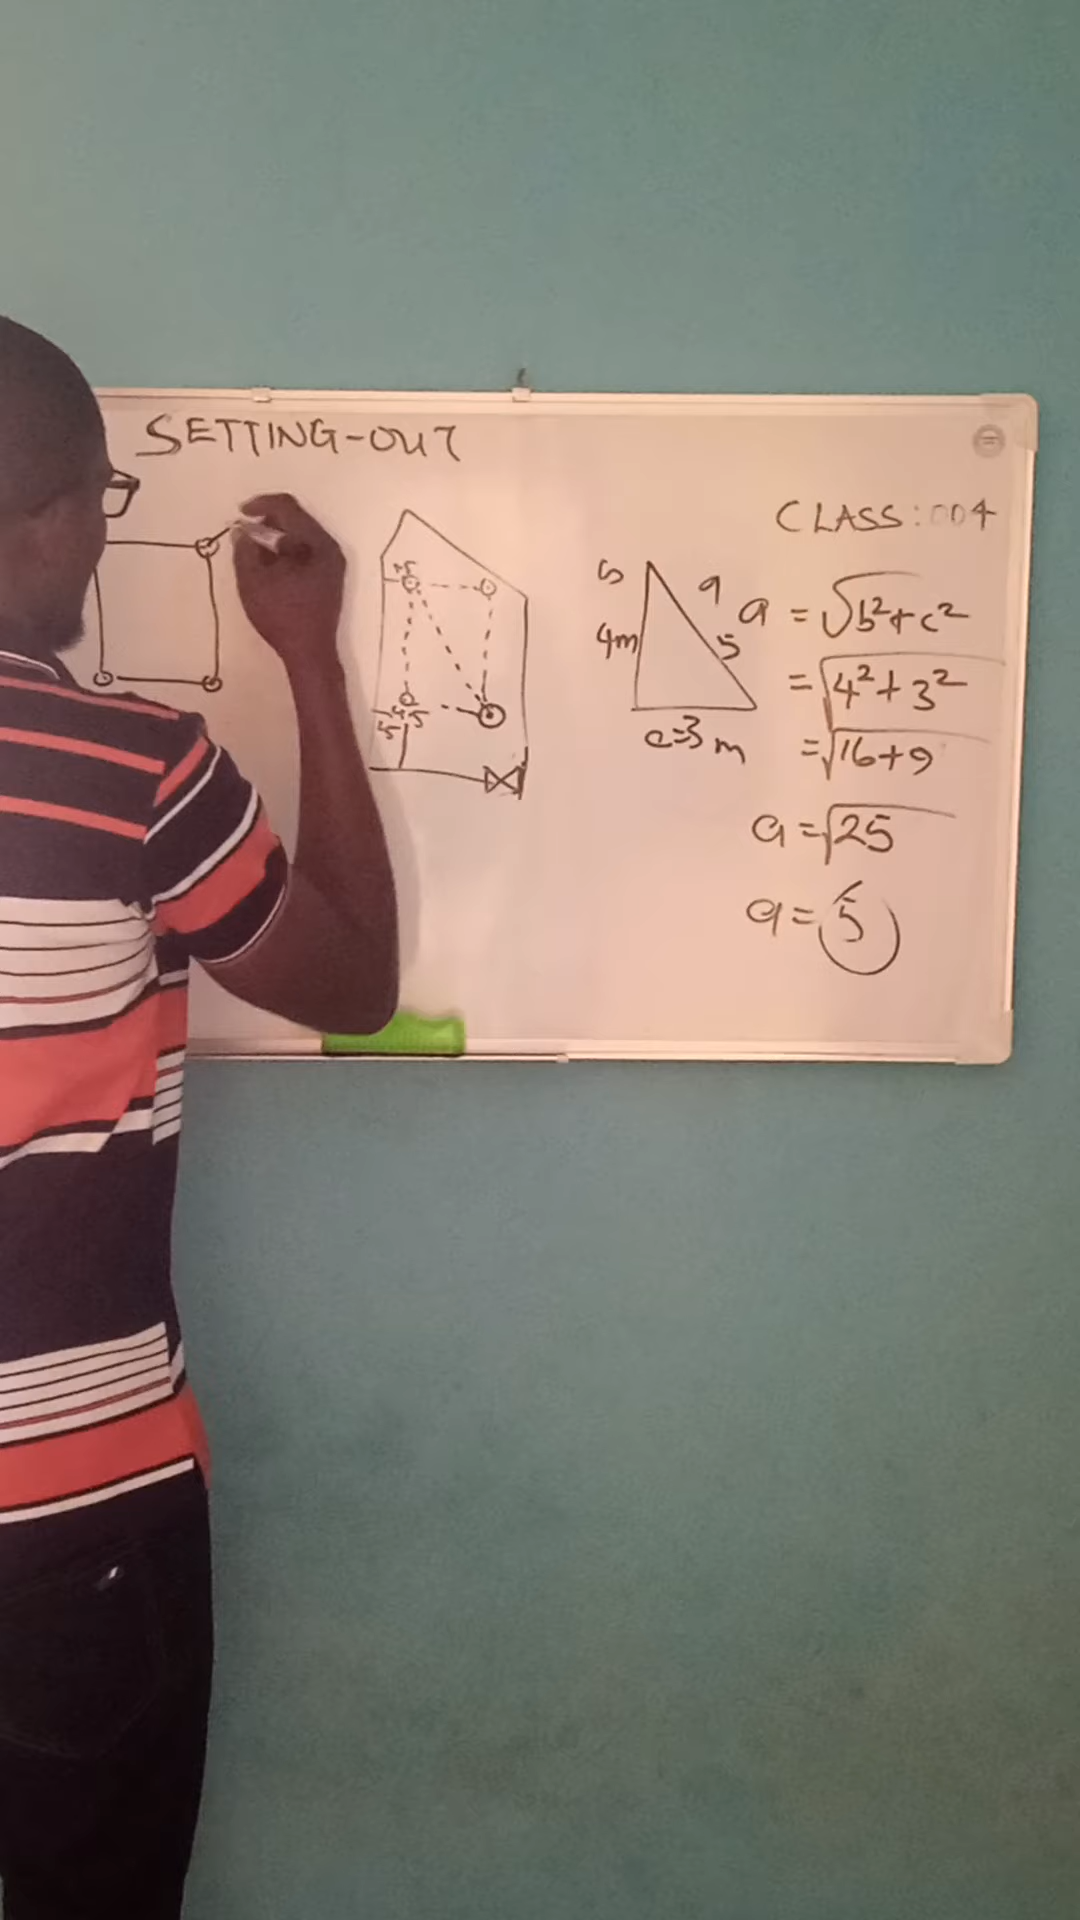 SETTING-OUT
CLASS: 004
b
a
4m
5
c=3 m
a = √b²+c²
= √4²+3²
= √16+9
a = √25
a = 5